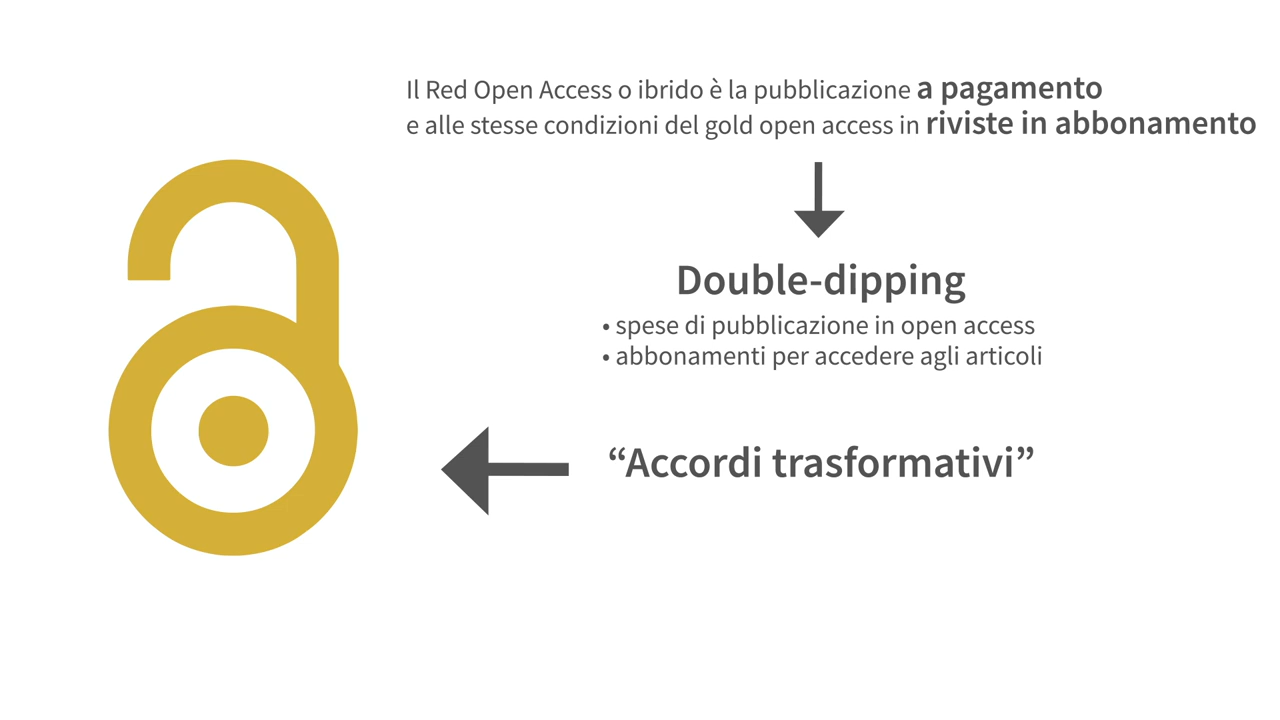 Il Red Open Access o ibrido è la pubblicazione a pagamento
e alle stesse condizioni del gold open access in riviste in abbonamento
Double-dipping
• spese di pubblicazione in open access
• abbonamenti per accedere agli articoli
“Accordi trasformativi”